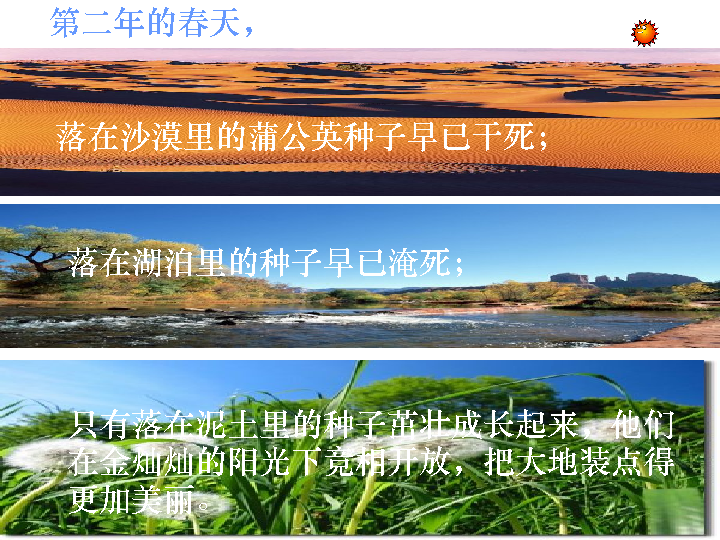 第二年的春天，
落在沙漠里的蒲公英种子早已干死；
落在湖泊里的种子早已淹死；
只有落在泥土里的种子茁壮成长起来，他们
在金灿灿的阳光下竞相开放，把大地装点得
更加美丽。